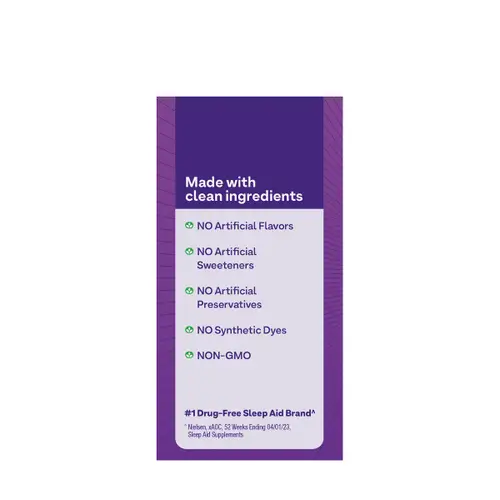 Made with
clean ingredients
NO Artificial Flavors
NO Artificial
Sweeteners
NO Artificial
Preservatives
NO Synthetic Dyes
NON-GMO
#1 Drug-Free Sleep Aid Brand^
^ Nielsen, xAOC, 52 Weeks Ending 04/01/23,
Sleep Aid Supplements